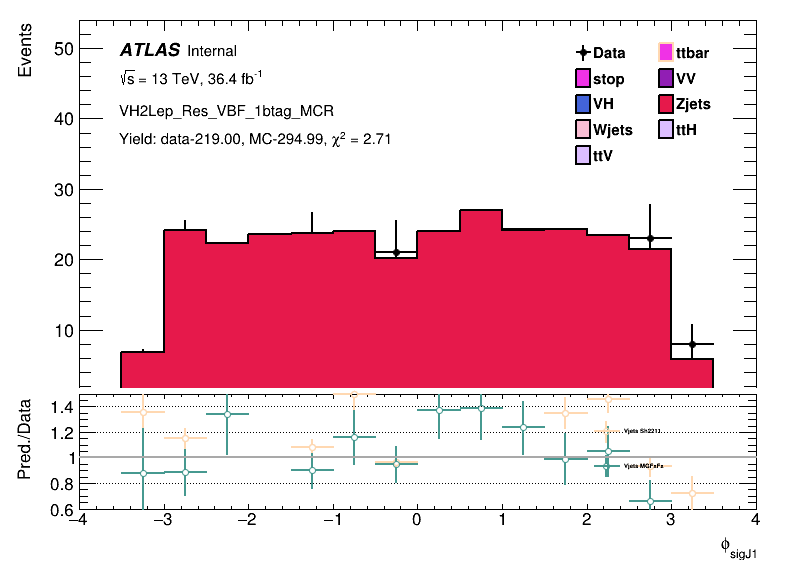 Events
50
40
30
20
10
ATLAS Internal
√s = 13 TeV, 36.4 fb⁻¹
VH2Lep_Res_VBF_1btag_MCR
Yield: data-219.00, MC-294.99, χ² = 2.71
Data ttbar
stop VV
VH Zjets
Wjets ttH
ttV
Pred./Data
1.4
1.2
1
0.8
0.6
Vjets Sh2211
Vjets MGFxFx
−4 −3 −2 −1 0 1 2 3 4
ϕsigJ1